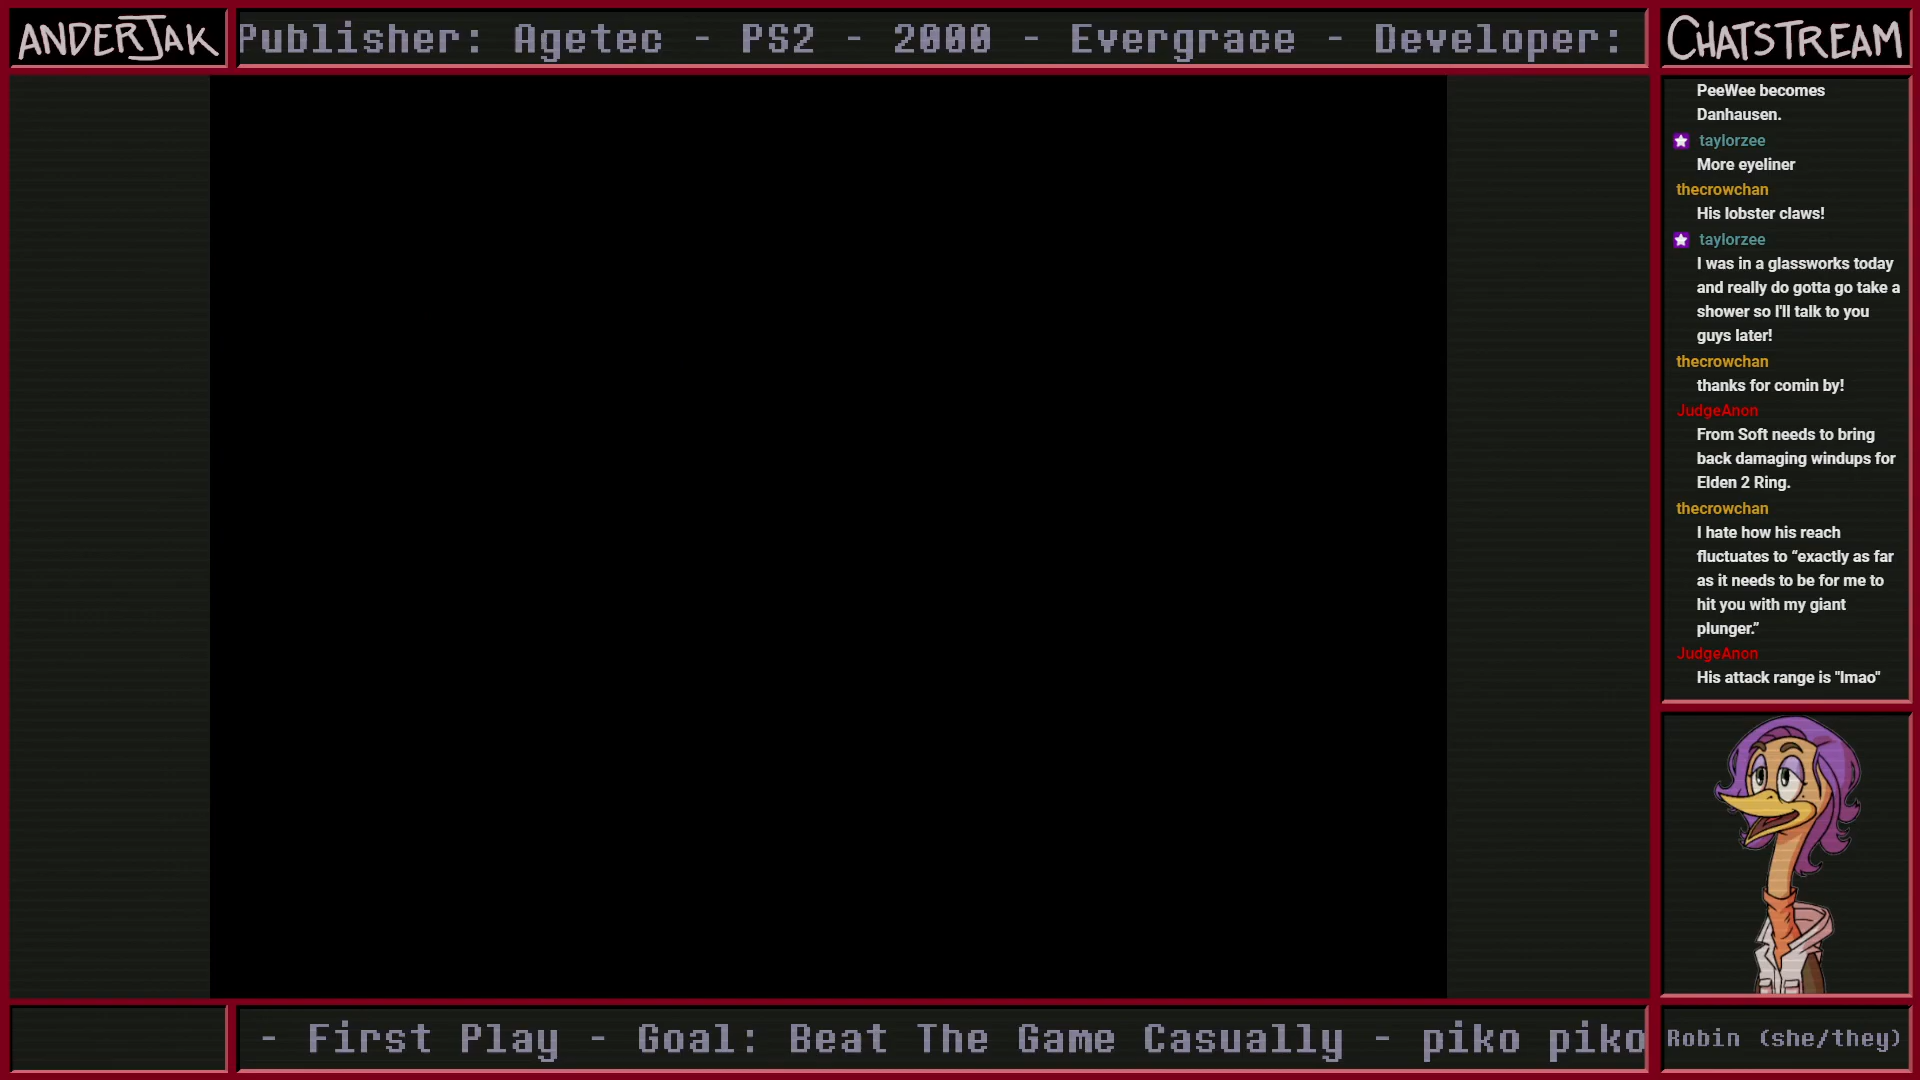 ANDERJAK
Publisher: Agetec - PS2 - 2000 - Evergrace - Developer:
CHATSTREAM
PeeWee becomes
Danhausen.
taylorzee
More eyeliner
thecrowchan
His lobster claws!
taylorzee
I was in a glassworks today
and really do gotta go take a
shower so I'll talk to you
guys later!
thecrowchan
thanks for comin by!
JudgeAnon
From Soft needs to bring
back damaging windups for
Elden 2 Ring.
thecrowchan
I hate how his reach
fluctuates to “exactly as far
as it needs to be for me to
hit you with my giant
plunger.”
JudgeAnon
His attack range is "lmao"
- First Play - Goal: Beat The Game Casually - piko piko
Robin (she/they)